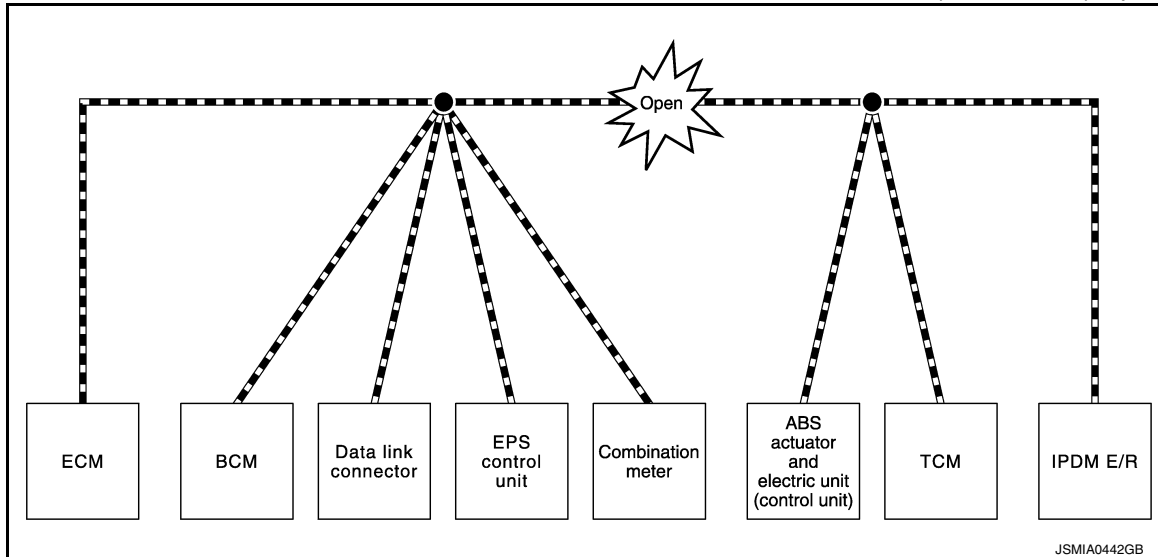 Open
ECM
BCM
Data link
connector
EPS
control
unit
Combination
meter
ABS
actuator
and
electric unit
(control unit)
TCM
IPDM E/R
JSMIA0442GB